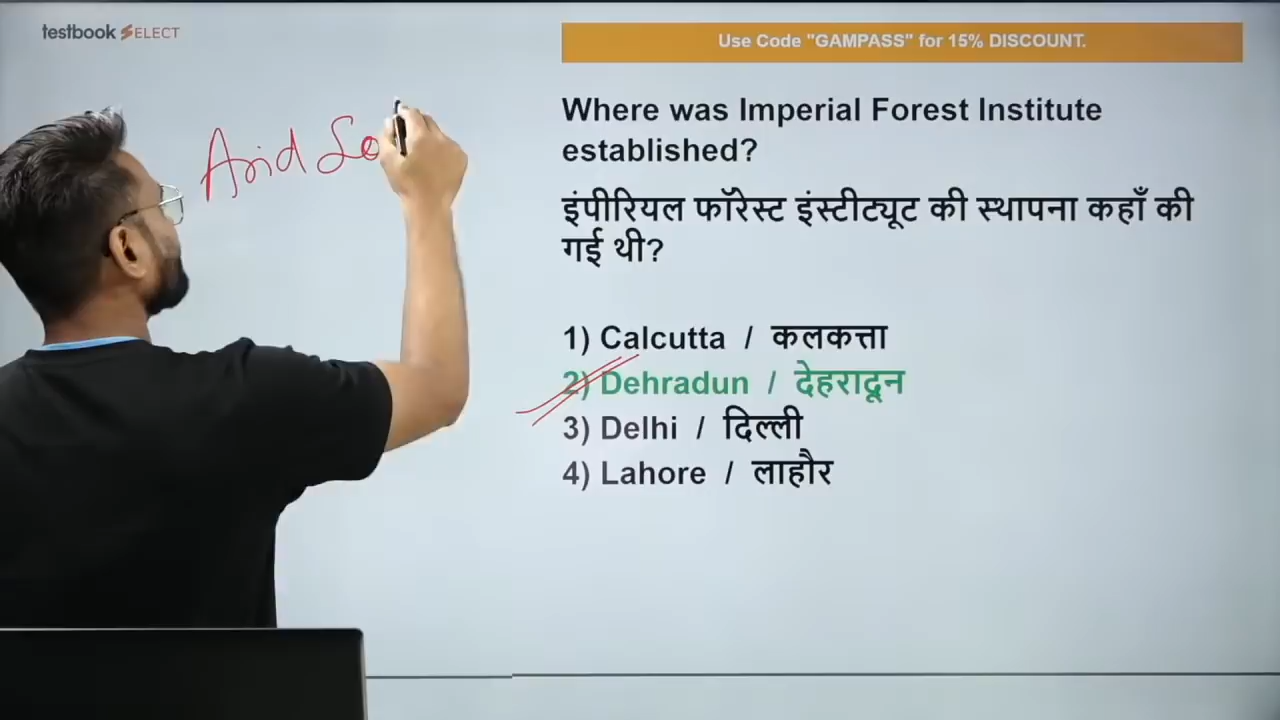 testbook SELECT
Use Code "GAMPASS" for 15% DISCOUNT.
Arid So
Where was Imperial Forest Institute
established?
इंपीरियल फॉरेस्ट इंस्टीट्यूट की स्थापना कहाँ की
गई थी?
1) Calcutta / कलकत्ता
2) Dehradun / देहरादून
3) Delhi / दिल्ली
4) Lahore / लाहौर